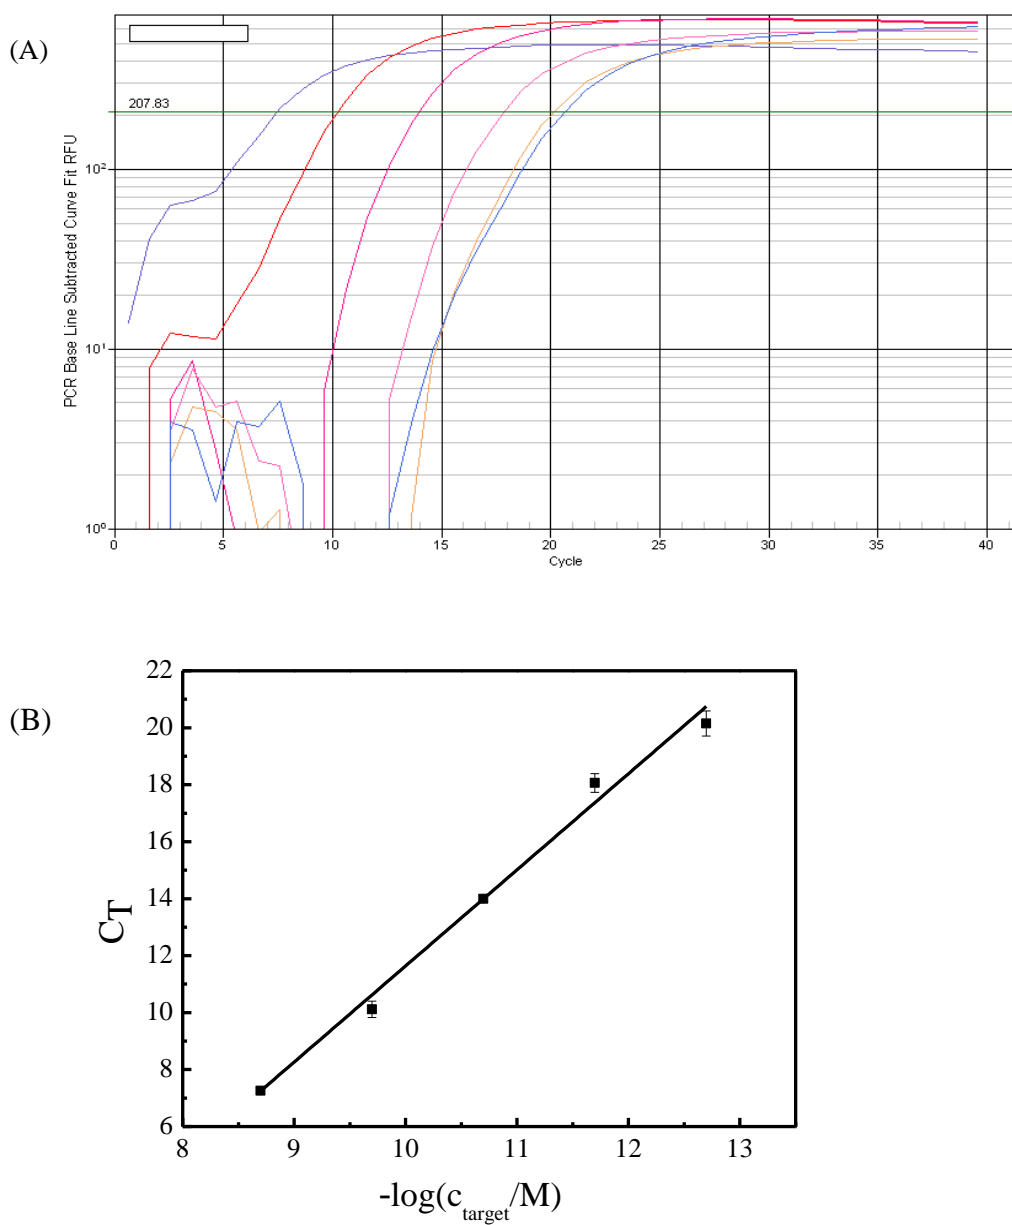 (A)
207.83
PCR Base Line Subtracted Curve Fit RFU
10²
10¹
10⁰
0 5 10 15 20 25 30 35 40
Cycle
(B)
22
20
18
16
14
12
10
8
6
C_T
8 9 10 11 12 13
-log(c_target/M)